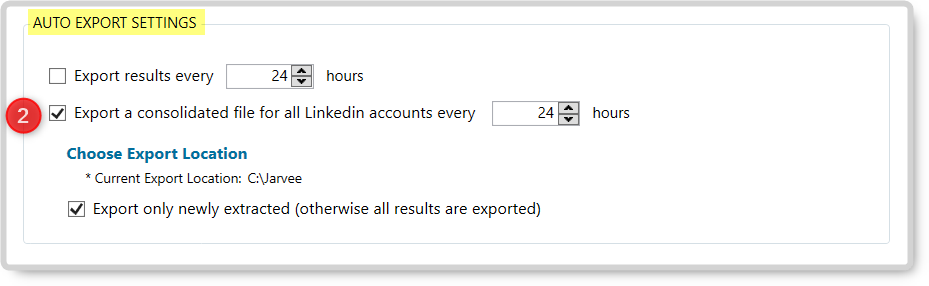 AUTO EXPORT SETTINGS
Export results every 24 hours
2 Export a consolidated file for all Linkedin accounts every 24 hours
Choose Export Location
* Current Export Location: C:\Jarvee
Export only newly extracted (otherwise all results are exported)